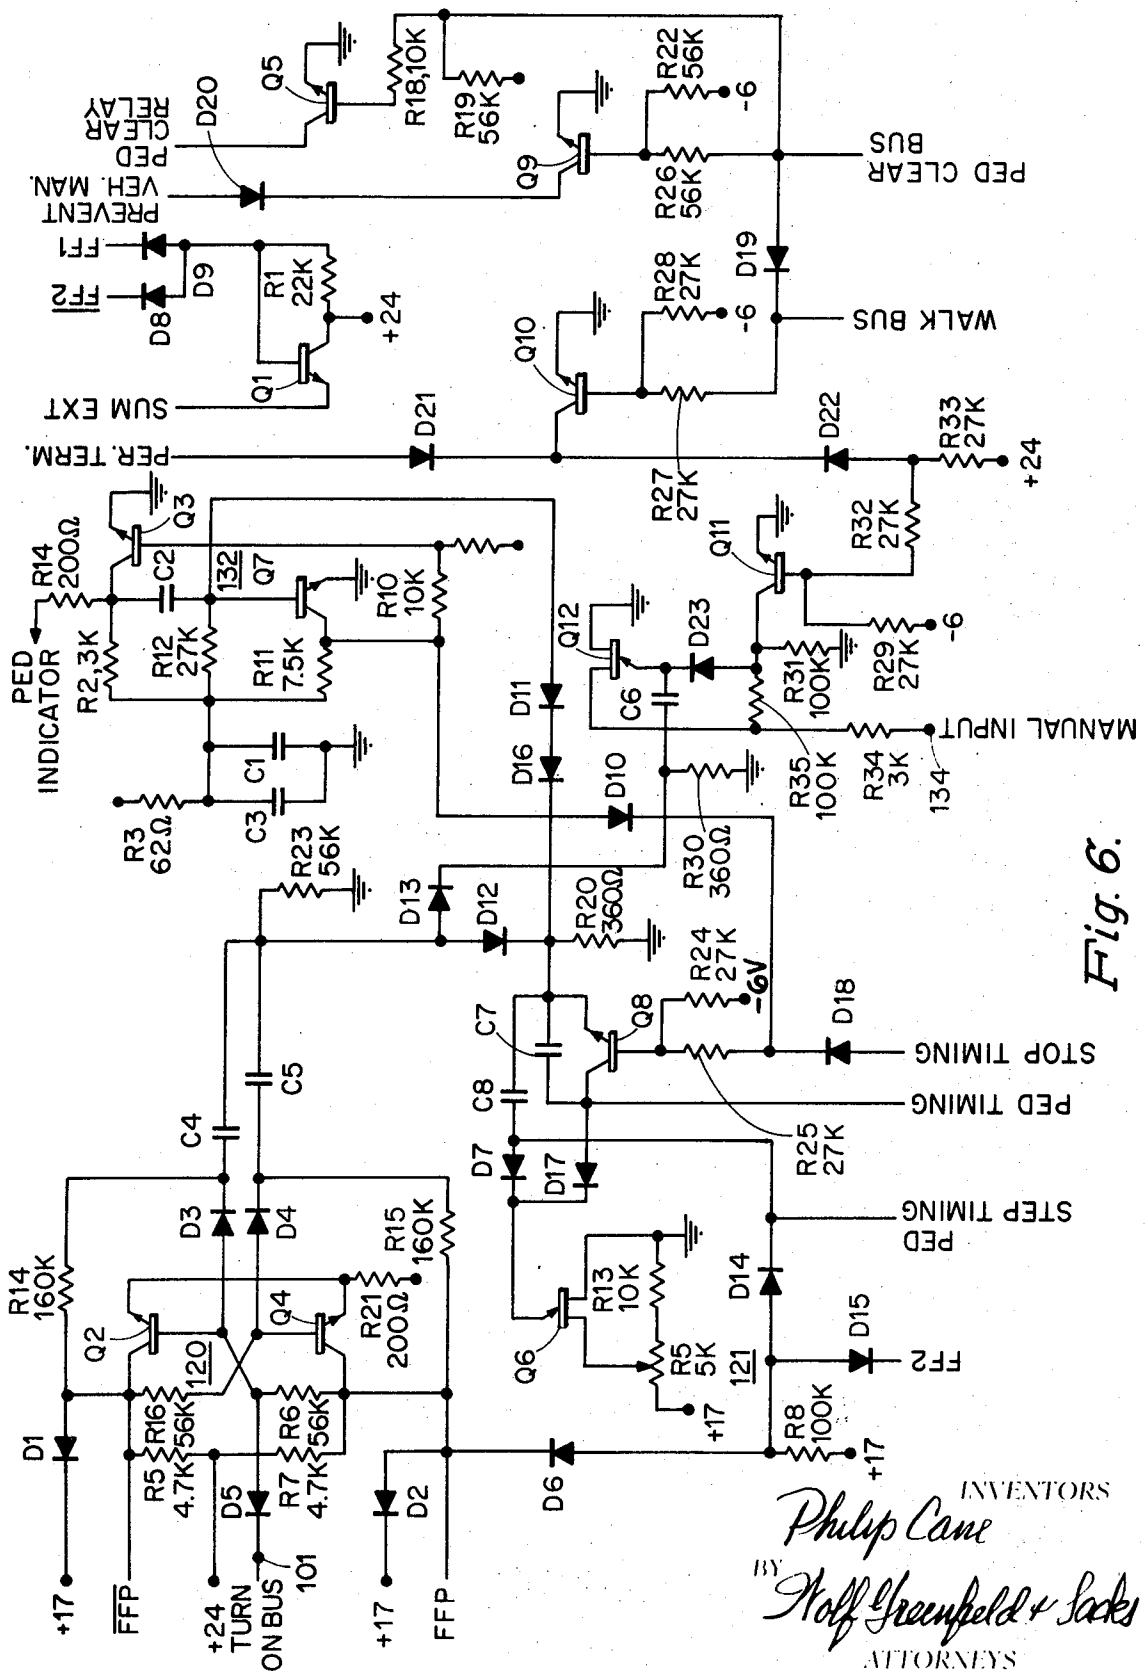 PED
INDICATOR
R14
200Ω
R2,3K
C2
Q3
R12
27K
132
Q7
R11
7.5K
R10
10K
R3
62Ω
C1
C3
R23
56K
PER. TERM.
SUM EXT
FF2
FF1
PREVENT
VEH. MAN.
PED
CLEAR
RELAY
D8
D9
D20
Q5
R1
22K
Q1
+24
R18,10K
R19
56K
Q9
R22
56K
-6
R26
56K
PED CLEAR
BUS
D19
Q10
R28
27K
-6
WALK BUS
D21
R27
27K
D22
R33
27K
+24
R32
27K
Q11
R29
27K
-6
R31
100K
D23
Q12
C6
R35
100K
R34
3K
134
MANUAL INPUT
D11
D16
D10
R30
360Ω
D13
D12
R20
360Ω
R24
27K
-6V
C7
C8
Q8
D18
STOP TIMING
PED TIMING
R25
27K
D7
D17
STEP TIMING
PED
C4
C5
D3
D4
R14
160K
R15
160K
Q2
Q4
R21
200Ω
120
R16
56K
R6
56K
R5
4.7K
R7
4.7K
D1
D5
D2
+17
FFP
+24
TURN
ON BUS
101
+17
FFP
D6
Q6
R13
10K
R5
5K
+17
121
D14
D15
FF2
R8
100K
+17
Fig. 6.
INVENTORS
Philip Cane
BY
Wolf Greenfield & Sacks
ATTORNEYS